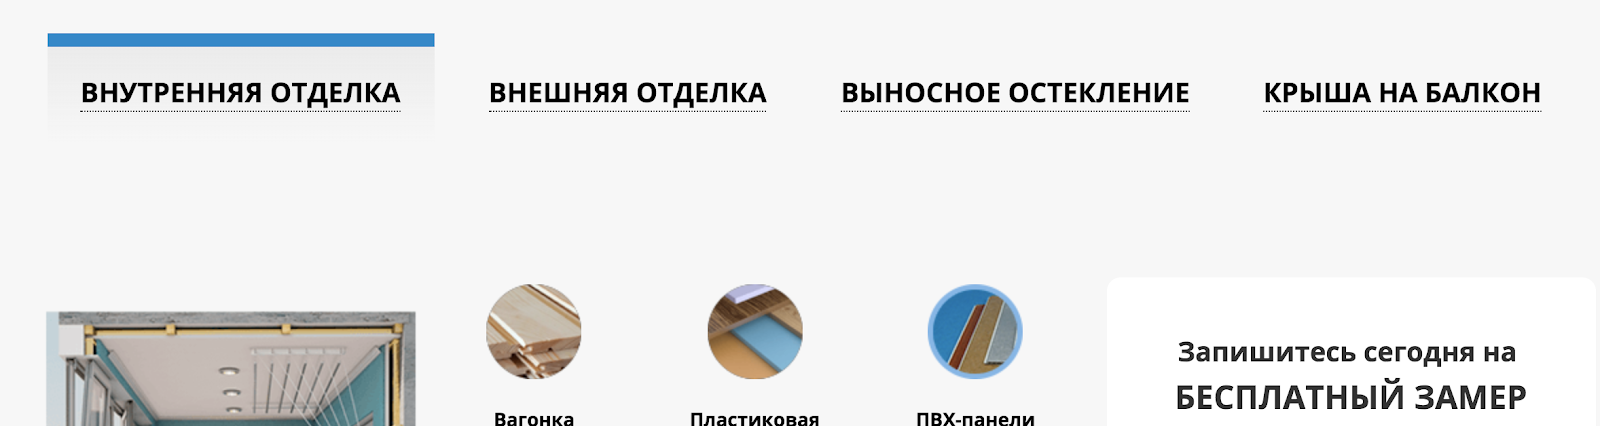 ВНУТРЕННЯЯ ОТДЕЛКА
ВНЕШНЯЯ ОТДЕЛКА
ВЫНОСНОЕ ОСТЕКЛЕНИЕ
КРЫША НА БАЛКОН
Вагонка
Пластиковая
ПВХ-панели
Запишитесь сегодня на
БЕСПЛАТНЫЙ ЗАМЕР